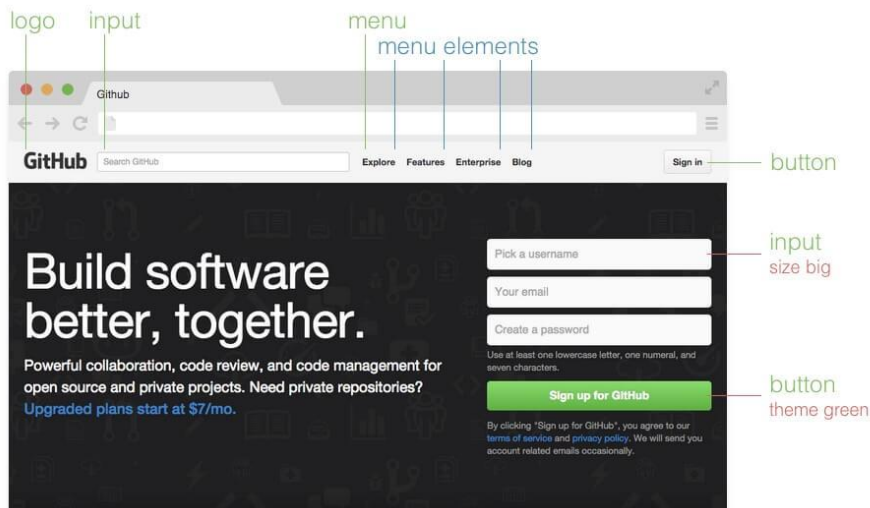 logo input menu
menu elements
Github
GitHub Search GitHub Explore Features Enterprise Blog Sign in
button
Build software
better, together.
Powerful collaboration, code review, and code management for
open source and private projects. Need private repositories?
Upgraded plans start at $7/mo.
Pick a username
input
size big
Your email
Create a password
Use at least one lowercase letter, one numeral, and
seven characters.
Sign up for GitHub
button
theme green
By clicking "Sign up for GitHub", you agree to our
terms of service and privacy policy. We will send you
account related emails occasionally.